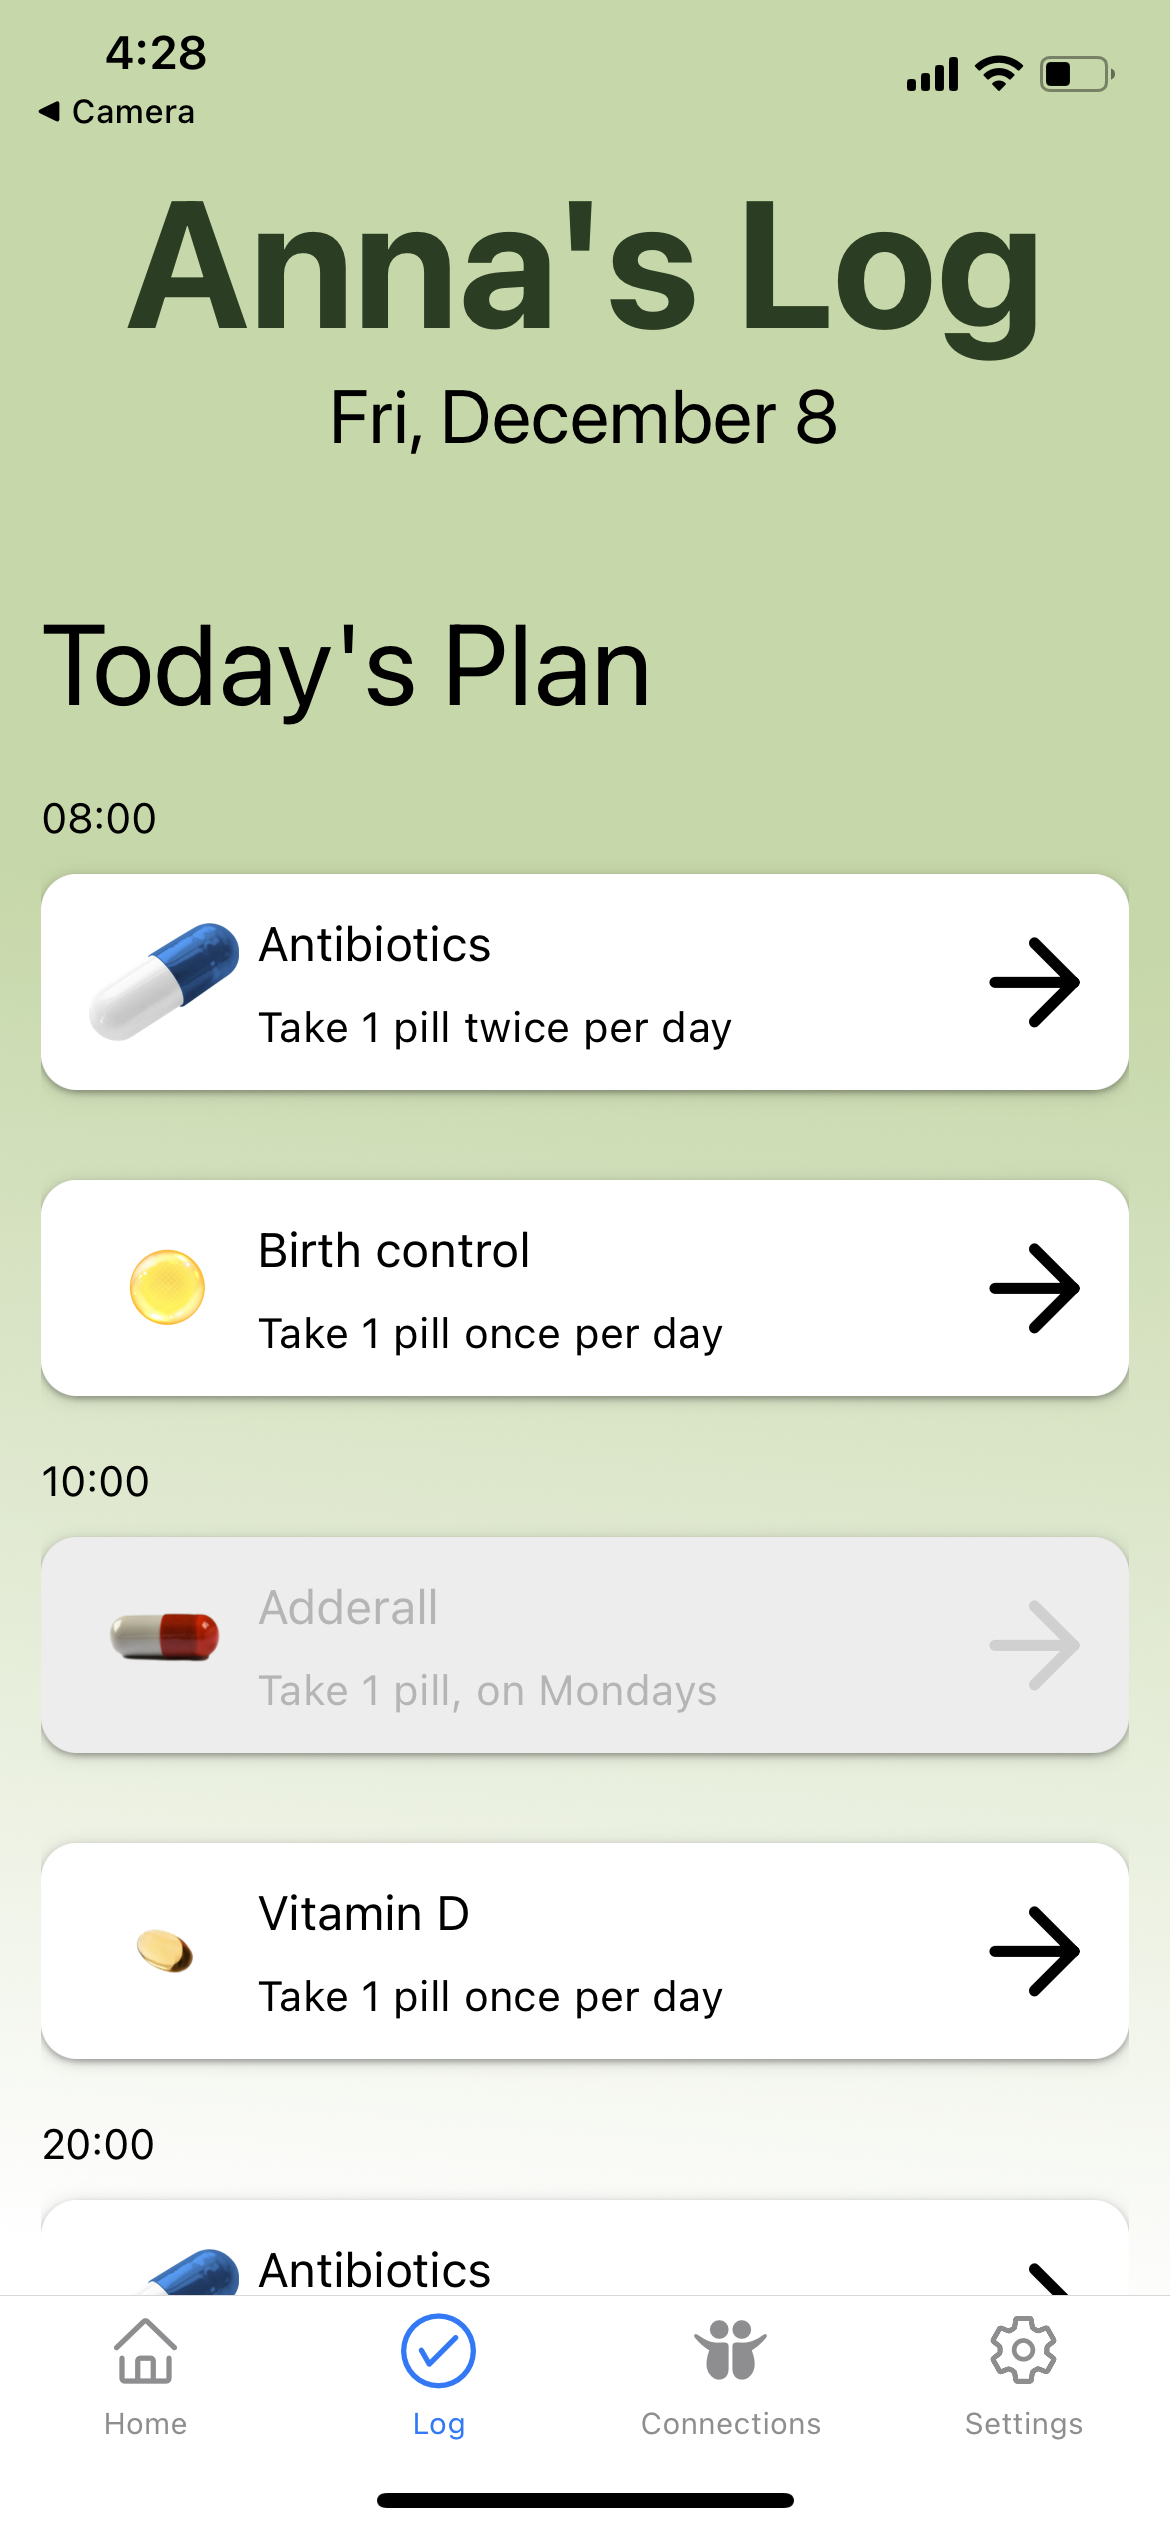 4:28
◀ Camera
Anna's Log
Fri, December 8
Today's Plan
08:00
Antibiotics
Take 1 pill twice per day
Birth control
Take 1 pill once per day
10:00
Adderall
Take 1 pill, on Mondays
Vitamin D
Take 1 pill once per day
20:00
Antibiotics
Home
Log
Connections
Settings